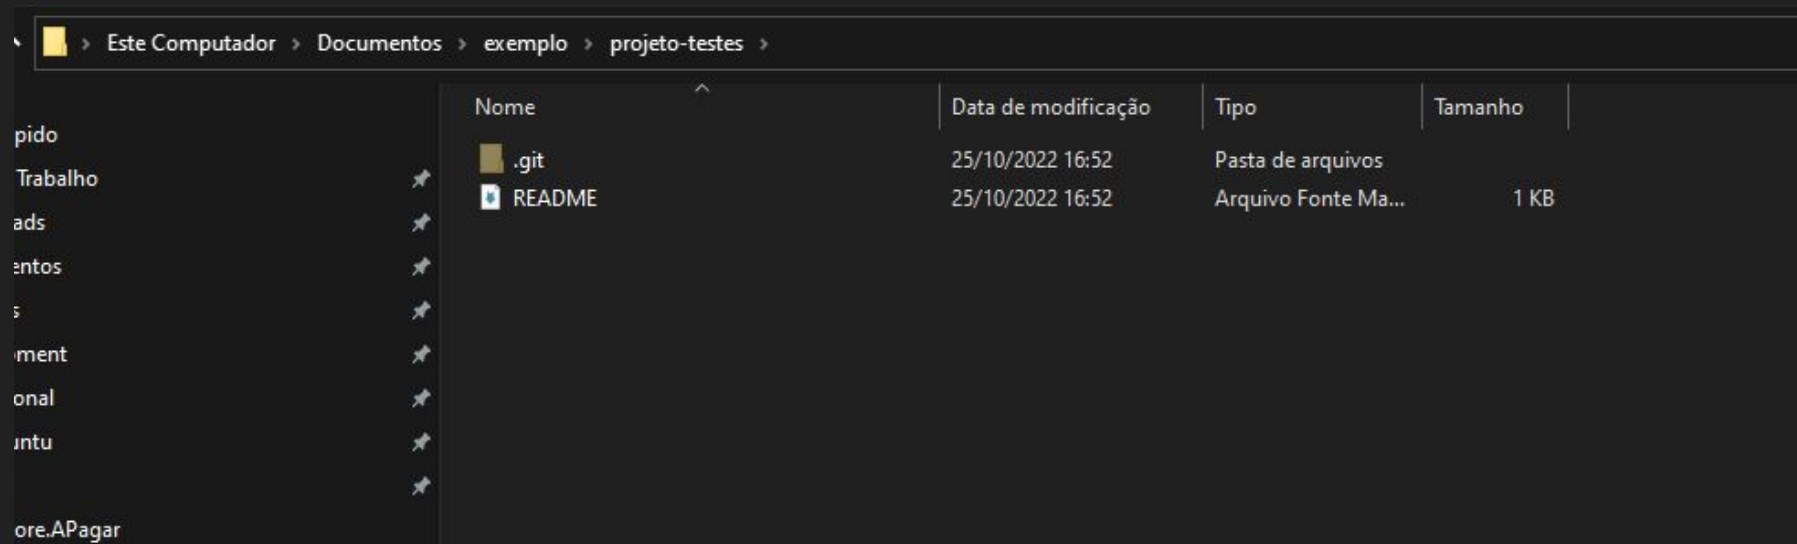 Este Computador > Documentos > exemplo > projeto-testes >
Nome Data de modificação Tipo Tamanho
pido
Trabalho
ads
entos
s
ment
onal
untu
ore.APagar
.git 25/10/2022 16:52 Pasta de arquivos
README 25/10/2022 16:52 Arquivo Fonte Ma... 1 KB